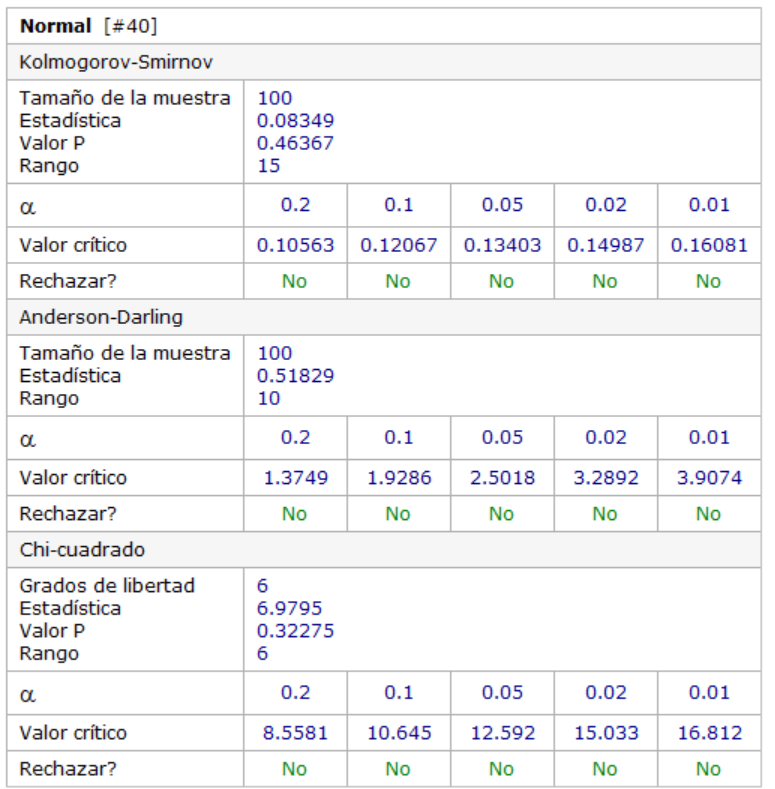 Normal [#40]
Kolmogorov-Smirnov
Tamaño de la muestra 100
Estadística 0.08349
Valor P 0.46367
Rango 15
α 0.2 0.1 0.05 0.02 0.01
Valor crítico 0.10563 0.12067 0.13403 0.14987 0.16081
Rechazar? No No No No No
Anderson-Darling
Tamaño de la muestra 100
Estadística 0.51829
Rango 10
α 0.2 0.1 0.05 0.02 0.01
Valor crítico 1.3749 1.9286 2.5018 3.2892 3.9074
Rechazar? No No No No No
Chi-cuadrado
Grados de libertad 6
Estadística 6.9795
Valor P 0.32275
Rango 6
α 0.2 0.1 0.05 0.02 0.01
Valor crítico 8.5581 10.645 12.592 15.033 16.812
Rechazar? No No No No No